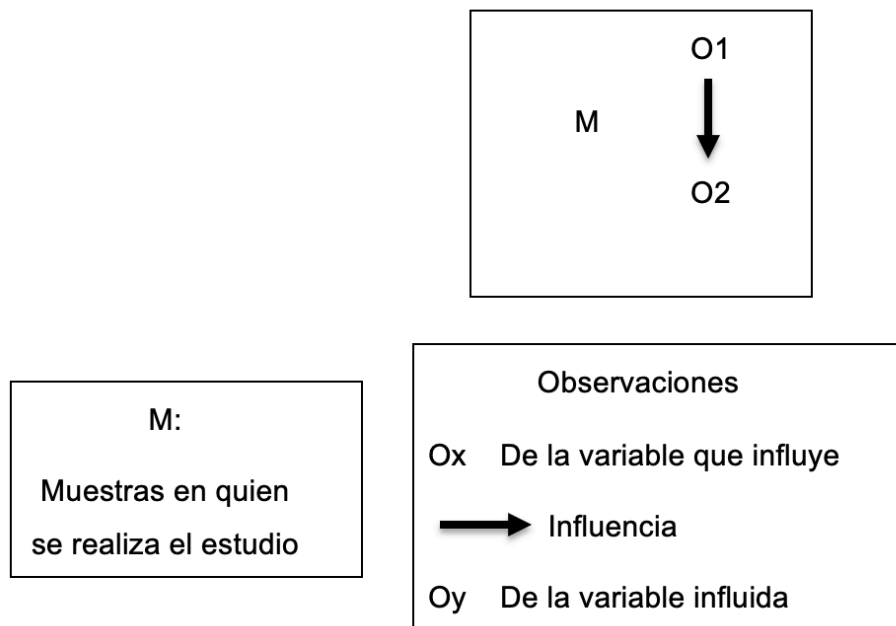 O1
M
O2
M:
Muestras en quien
se realiza el estudio
Observaciones
Ox De la variable que influye
Influencia
Oy De la variable influida